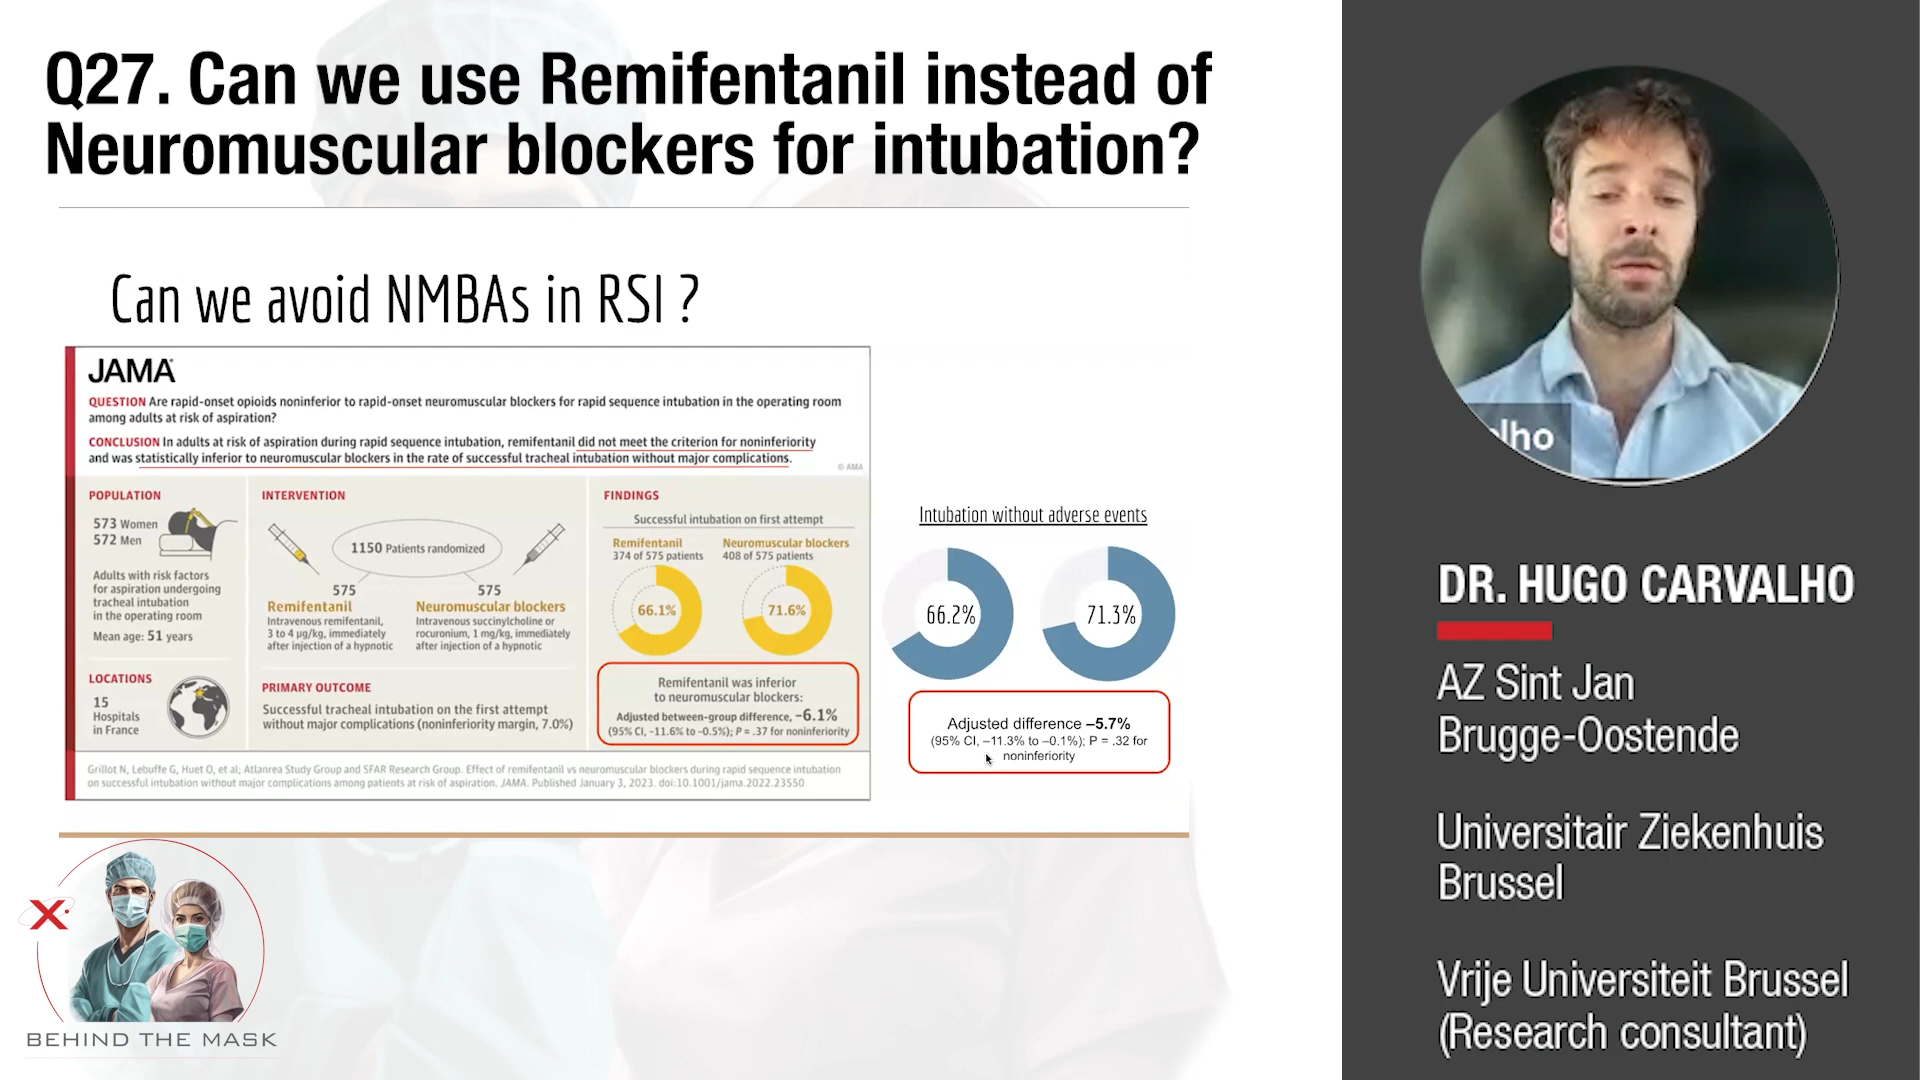 Q27. Can we use Remifentanil instead of
Neuromuscular blockers for intubation?
Can we avoid NMBAs in RSI ?
JAMA
QUESTION Are rapid-onset opioids noninferior to rapid-onset neuromuscular blockers for rapid sequence intubation in the operating room
among adults at risk of aspiration?
CONCLUSION In adults at risk of aspiration during rapid sequence intubation, remifentanil did not meet the criterion for noninferiority
and was statistically inferior to neuromuscular blockers in the rate of successful tracheal intubation without major complications.
© AMA
POPULATION
573 Women
572 Men
Adults with risk factors
for aspiration undergoing
tracheal intubation
in the operating room
Mean age: 51 years
LOCATIONS
15
Hospitals
in France
INTERVENTION
1150 Patients randomized
575
Remifentanil
Intravenous remifentanil,
3 to 4 μg/kg, immediately
after injection of a hypnotic
575
Neuromuscular blockers
Intravenous succinylcholine or
rocuronium, 1 mg/kg, immediately
after injection of a hypnotic
PRIMARY OUTCOME
Successful tracheal intubation on the first attempt
without major complications (noninferiority margin, 7.0%)
FINDINGS
Successful intubation on first attempt
Remifentanil
374 of 575 patients
66.1%
Neuromuscular blockers
408 of 575 patients
71.6%
Remifentanil was inferior
to neuromuscular blockers:
Adjusted between-group difference, −6.1%
(95% CI, −11.6% to −0.5%); P = .37 for noninferiority
Grillot N, Lebuffe G, Huet O, et al; Atlanrea Study Group and SFAR Research Group. Effect of remifentanil vs neuromuscular blockers during rapid sequence intubation
on successful intubation without major complications among patients at risk of aspiration. JAMA. Published January 3, 2023. doi:10.1001/jama.2022.23550
Intubation without adverse events
66.2%
71.3%
Adjusted difference –5.7%
(95% CI, –11.3% to –0.1%); P = .32 for
noninferiority
X
BEHIND THE MASK
lho
DR. HUGO CARVALHO
AZ Sint Jan
Brugge-Oostende
Universitair Ziekenhuis
Brussel
Vrije Universiteit Brussel
(Research consultant)